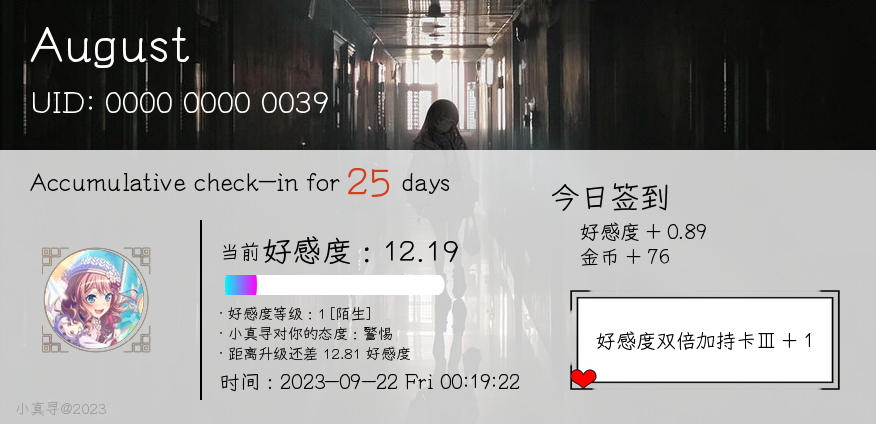 August
UID: 0000 0000 0039
Accumulative check-in for 25 days
当前好感度：12.19
· 好感度等级：1 [陌生]
· 小真寻对你的态度：警惕
· 距离升级还差 12.81 好感度
时间：2023-09-22 Fri 00:19:22
小真寻@2023
今日签到
好感度 + 0.89
金币 + 76
好感度双倍加持卡Ⅲ + 1